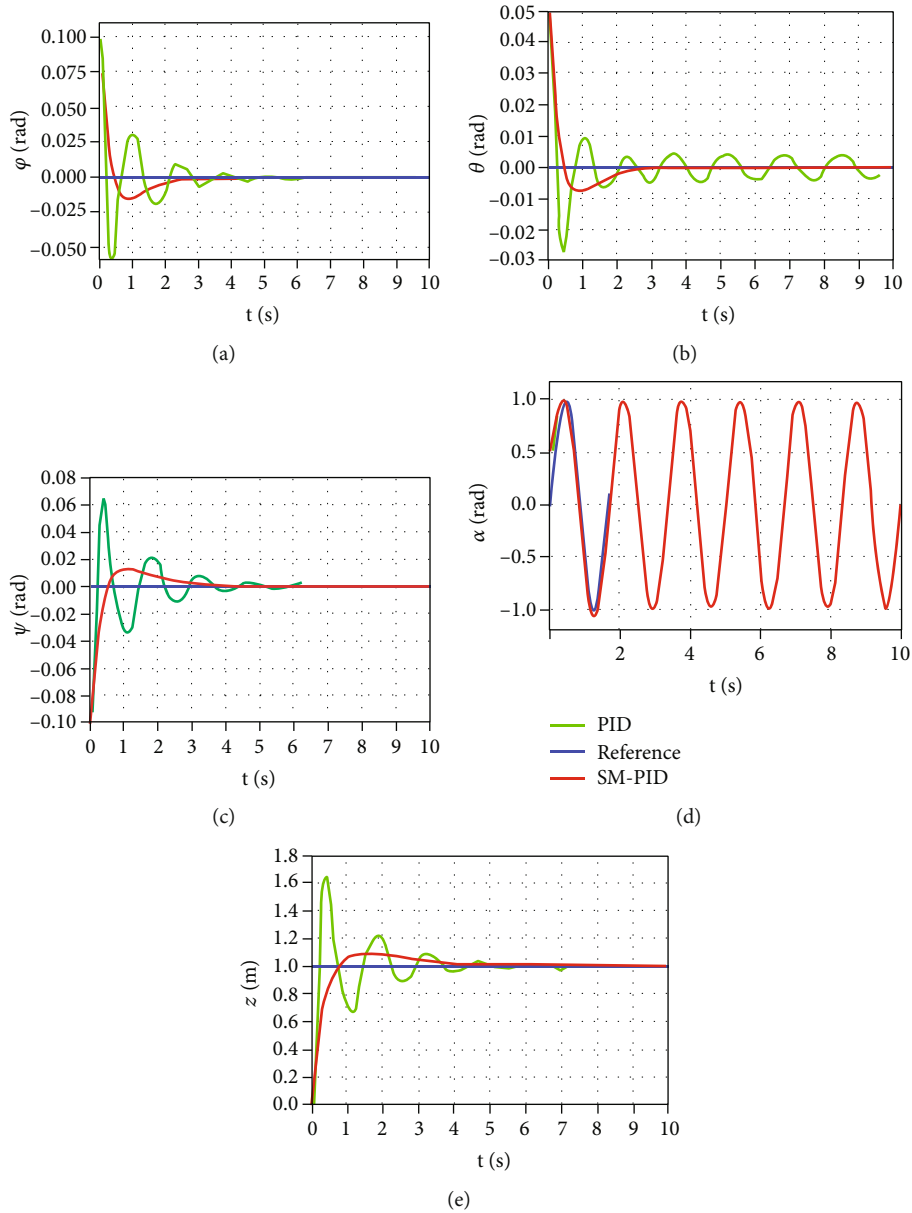 0.100
0.075
0.050
0.025
0.000
−0.025
−0.050
φ (rad)
0 1 2 3 4 5 6 7 8 9 10
t (s)
(a)
0.05
0.04
0.03
0.02
0.01
0.00
−0.01
−0.02
−0.03
θ (rad)
0 1 2 3 4 5 6 7 8 9 10
t (s)
(b)
0.08
0.06
0.04
0.02
0.00
−0.02
−0.04
−0.06
−0.08
−0.10
ψ (rad)
0 1 2 3 4 5 6 7 8 9 10
t (s)
(c)
1.0
0.5
0.0
−0.5
−1.0
α (rad)
2 4 6 8 10
t (s)
PID
Reference
SM-PID
(d)
1.8
1.6
1.4
1.2
1.0
0.8
0.6
0.4
0.2
0.0
z (m)
0 1 2 3 4 5 6 7 8 9 10
t (s)
(e)